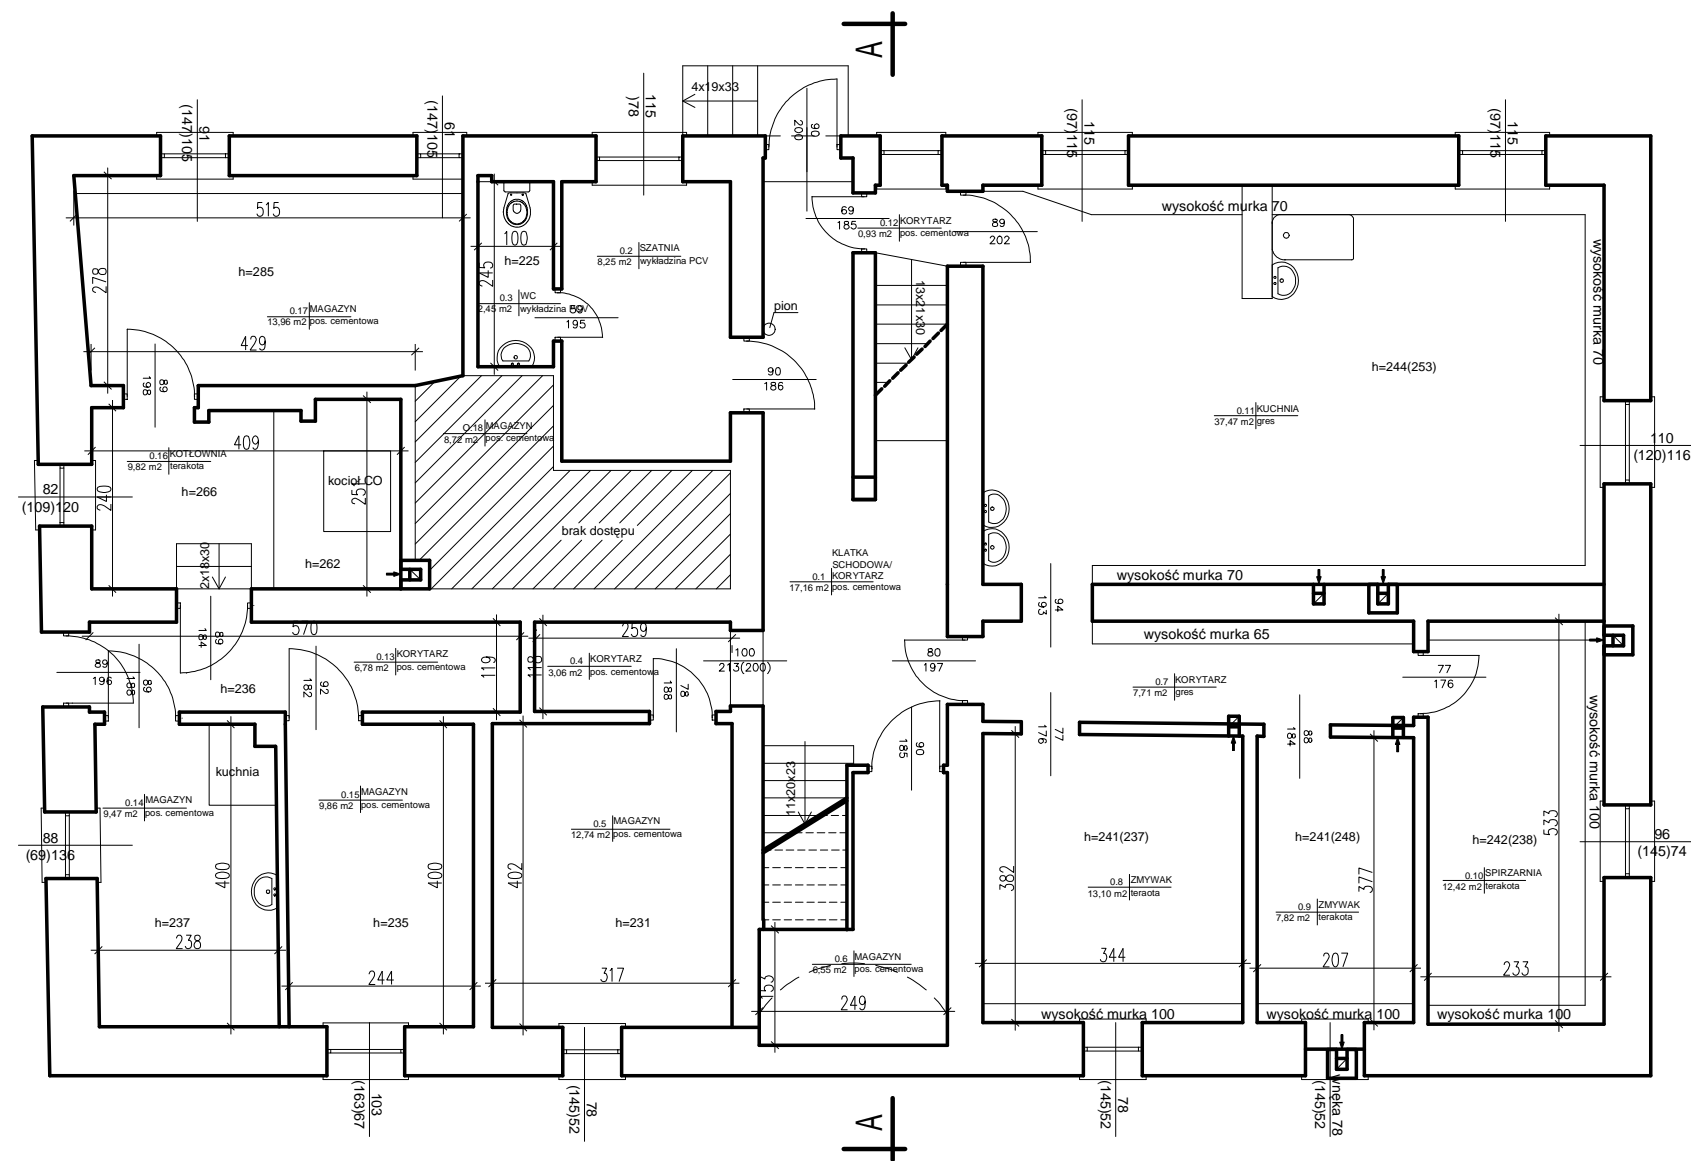 A
4x19x33
91
(147)105
61
(147)105
115
)78
90
200
115
(97)115
115
(97)115
515
278
h=285
0.17 MAGAZYN
13,96 m2 pos. cementowa
429
89
198
100
h=225
245
0.3 WC
2,45 m2 wykładzina PCV
69
195
0.2 SZATNIA
8,25 m2 wykładzina PCV
pion
90
186
69
185
0.12 KORYTARZ
0,93 m2 pos. cementowa
89
202
13x21x30
wysokość murka 70
wysokość murka 70
h=244(253)
0.11 KUCHNIA
37,47 m2 gres
110
(120)116
409
0.16 KOTŁOWNIA
9,82 m2 terakota
h=266
240
kocioł CO
251
h=262
2x18x30
82
(109)120
0.18 MAGAZYN
8,72 m2 pos. cementowa
brak dostępu
KLATKA
SCHODOWA/
0.1 KORYTARZ
17,16 m2 pos. cementowa
wysokość murka 70
94
193
wysokość murka 65
89
184
570
0.13 KORYTARZ
6,78 m2 pos. cementowa
119
h=236
89
196
89
188
92
182
259
118
0.4 KORYTARZ
3,06 m2 pos. cementowa
78
188
100
213(200)
80
197
0.7 KORYTARZ
7,71 m2 gres
77
176
77
176
88
184
90
185
wysokość murka 100
kuchnia
0.14 MAGAZYN
9,47 m2 pos. cementowa
400
h=237
238
88
(69)136
0.15 MAGAZYN
9,86 m2 pos. cementowa
400
h=235
244
0.5 MAGAZYN
12,74 m2 pos. cementowa
402
h=231
317
11x20x23
0.6 MAGAZYN
6,55 m2 pos. cementowa
153
249
h=241(237)
382
0.8 ZMYWAK
13,10 m2 teraota
344
wysokość murka 100
h=241(248)
377
0.9 ZMYWAK
7,82 m2 terakota
207
wysokość murka 100
h=242(238)
533
0.10 SPIRZARNIA
12,42 m2 terakota
233
wysokość murka 100
96
(145)74
103
(163)67
78
(145)52
78
(145)52
wnęka 78
(145)52
A